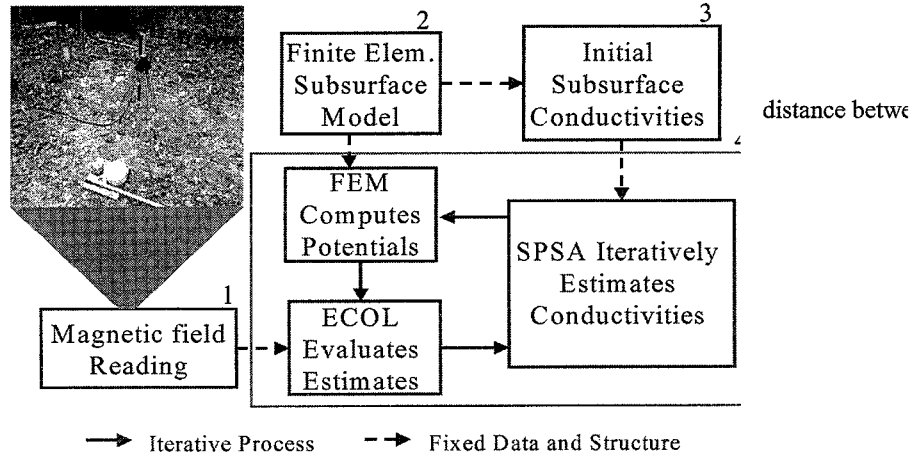 2
3
Finite Elem.
Subsurface
Model
Initial
Subsurface
Conductivities
distance betwe
FEM
Computes
Potentials
SPSA Iteratively
Estimates
Conductivities
1
Magnetic field
Reading
ECOL
Evaluates
Estimates
Iterative Process
Fixed Data and Structure